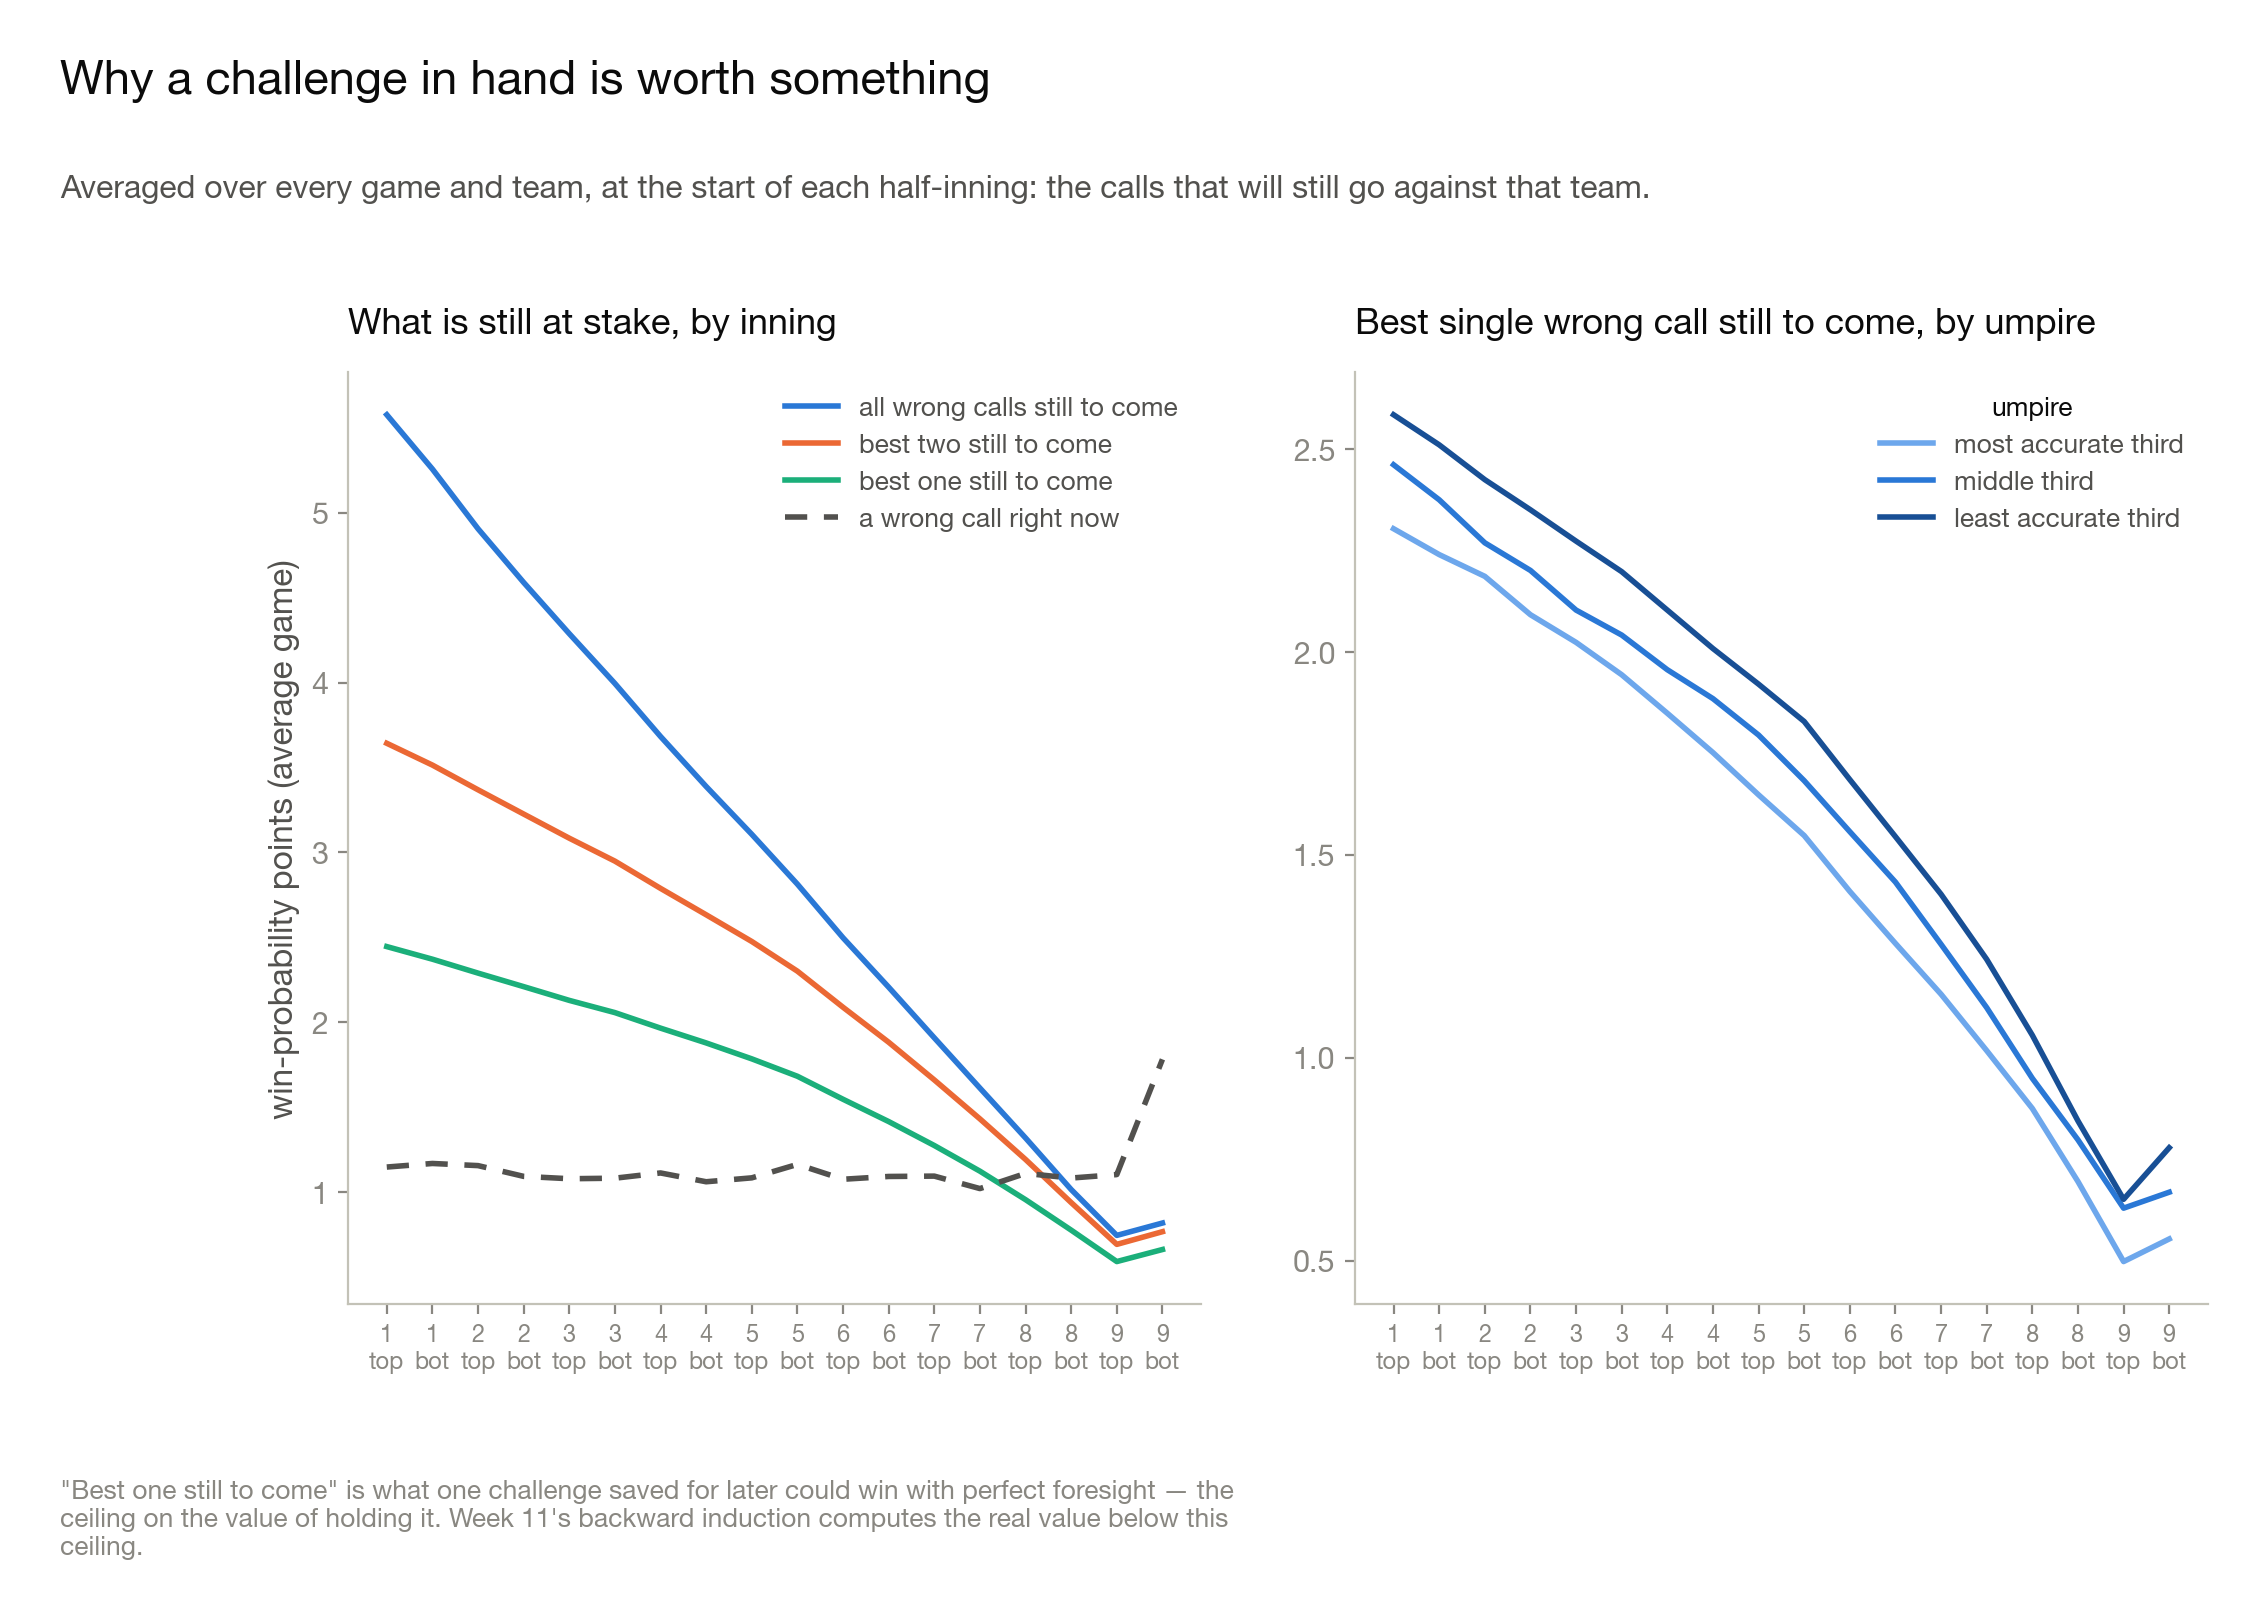 Why a challenge in hand is worth something
Averaged over every game and team, at the start of each half-inning: the calls that will still go against that team.
What is still at stake, by inning
all wrong calls still to come
best two still to come
best one still to come
a wrong call right now
win-probability points (average game)
5
4
3
2
1
1 1 2 2 3 3 4 4 5 5 6 6 7 7 8 8 9 9
top bot top bot top bot top bot top bot top bot top bot top bot top bot
Best single wrong call still to come, by umpire
umpire
most accurate third
middle third
least accurate third
2.5
2.0
1.5
1.0
0.5
1 1 2 2 3 3 4 4 5 5 6 6 7 7 8 8 9 9
top bot top bot top bot top bot top bot top bot top bot top bot top bot
"Best one still to come" is what one challenge saved for later could win with perfect foresight — the
ceiling on the value of holding it. Week 11's backward induction computes the real value below this
ceiling.